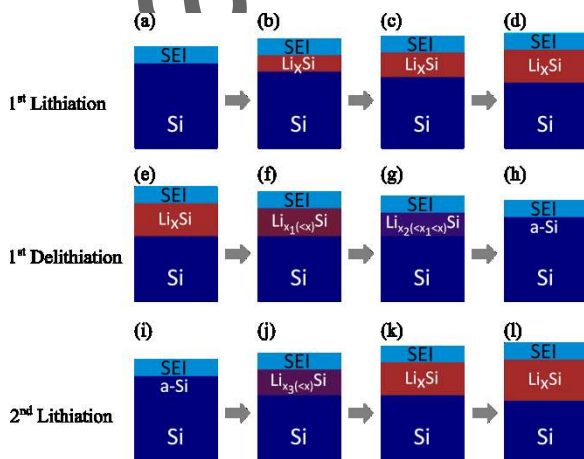 (a) (b) (c) (d)
SEI SEI SEI SEI
LiXSi LiXSi LiXSi
1st Lithiation
Si Si Si Si
(e) (f) (g) (h)
SEI SEI SEI SEI
LiXSi Lix1(<x)Si Lix2(<x1<x)Si a-Si
1st Delithiation
Si Si Si Si
(i) (j) (k) (l)
SEI SEI SEI SEI
a-Si Lix3(<x)Si LiXSi LiXSi
2nd Lithiation
Si Si Si Si